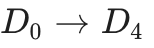 D₀ → D₄